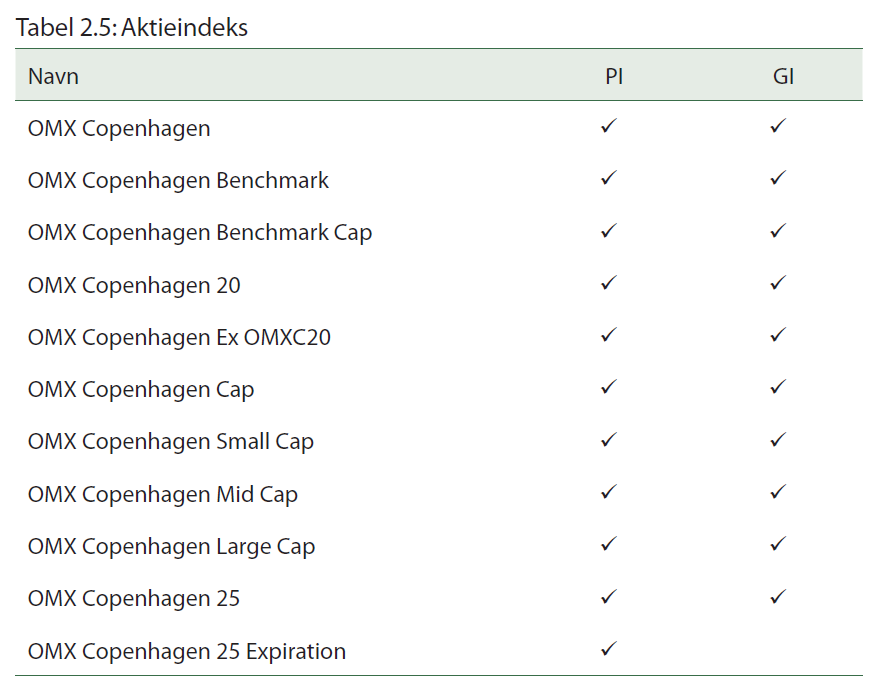 Tabel 2.5: Aktieindeks
Navn PI GI
OMX Copenhagen ✓ ✓
OMX Copenhagen Benchmark ✓ ✓
OMX Copenhagen Benchmark Cap ✓ ✓
OMX Copenhagen 20 ✓ ✓
OMX Copenhagen Ex OMXC20 ✓ ✓
OMX Copenhagen Cap ✓ ✓
OMX Copenhagen Small Cap ✓ ✓
OMX Copenhagen Mid Cap ✓ ✓
OMX Copenhagen Large Cap ✓ ✓
OMX Copenhagen 25 ✓ ✓
OMX Copenhagen 25 Expiration ✓